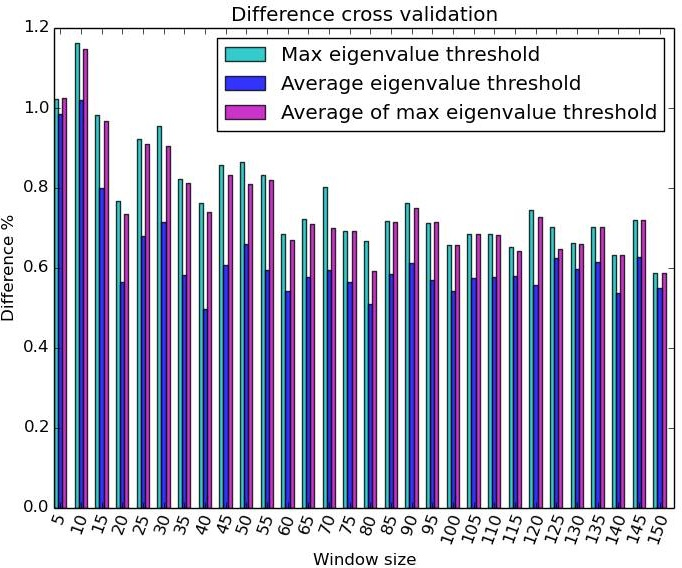 Difference cross validation
Max eigenvalue threshold
Average eigenvalue threshold
Average of max eigenvalue threshold
Difference %
1.2
1.0
0.8
0.6
0.4
0.2
0.0
5 10 15 20 25 30 35 40 45 50 55 60 65 70 75 80 85 90 95 100 105 110 115 120 125 130 135 140 145 150
Window size